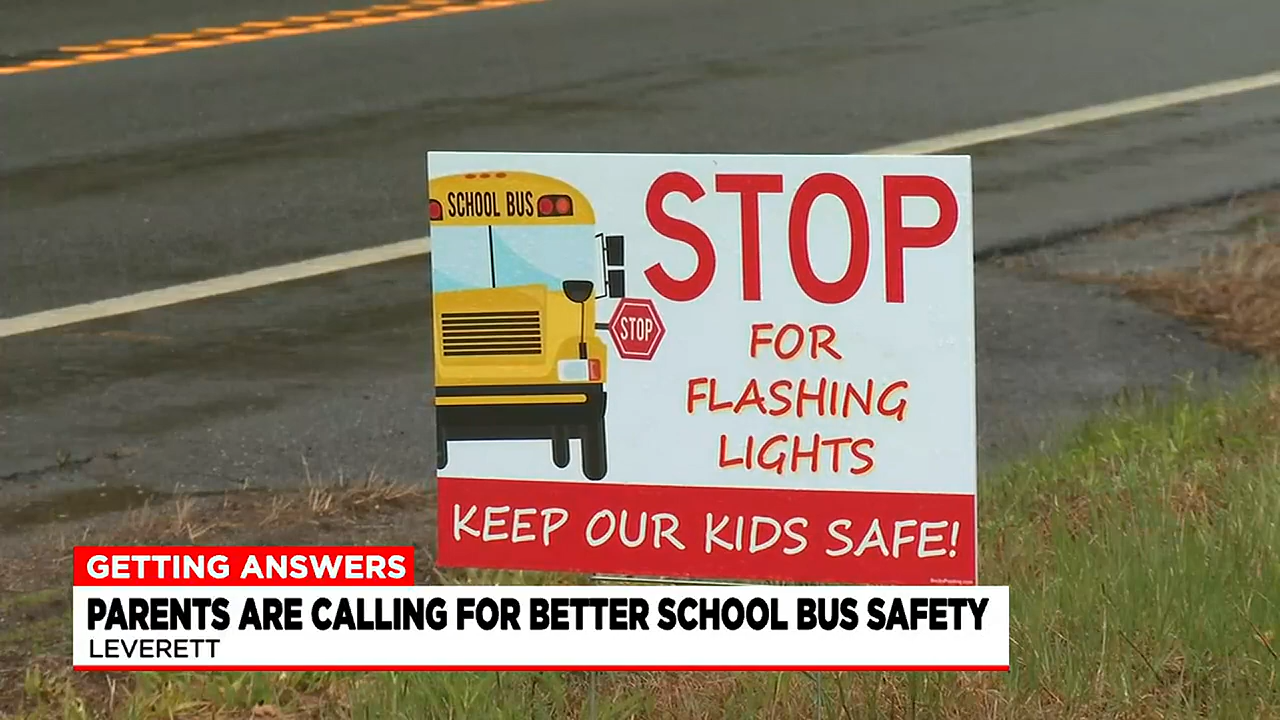 SCHOOL BUS
STOP
STOP
FOR
FLASHING
LIGHTS
KEEP OUR KIDS SAFE!
GETTING ANSWERS
PARENTS ARE CALLING FOR BETTER SCHOOL BUS SAFETY
LEVERETT